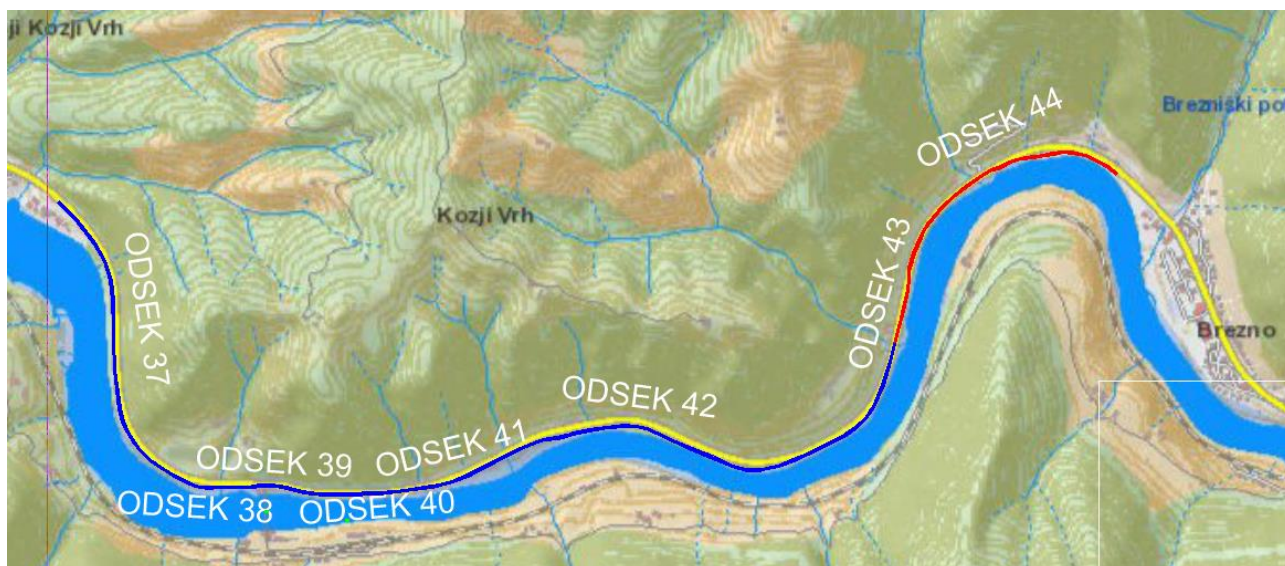 ji Kozji Vrh
ODSEK 44
Brezniški po
Kozji Vrh
ODSEK 37
ODSEK 43
Brezno
ODSEK 42
ODSEK 39
ODSEK 41
ODSEK 38
ODSEK 40